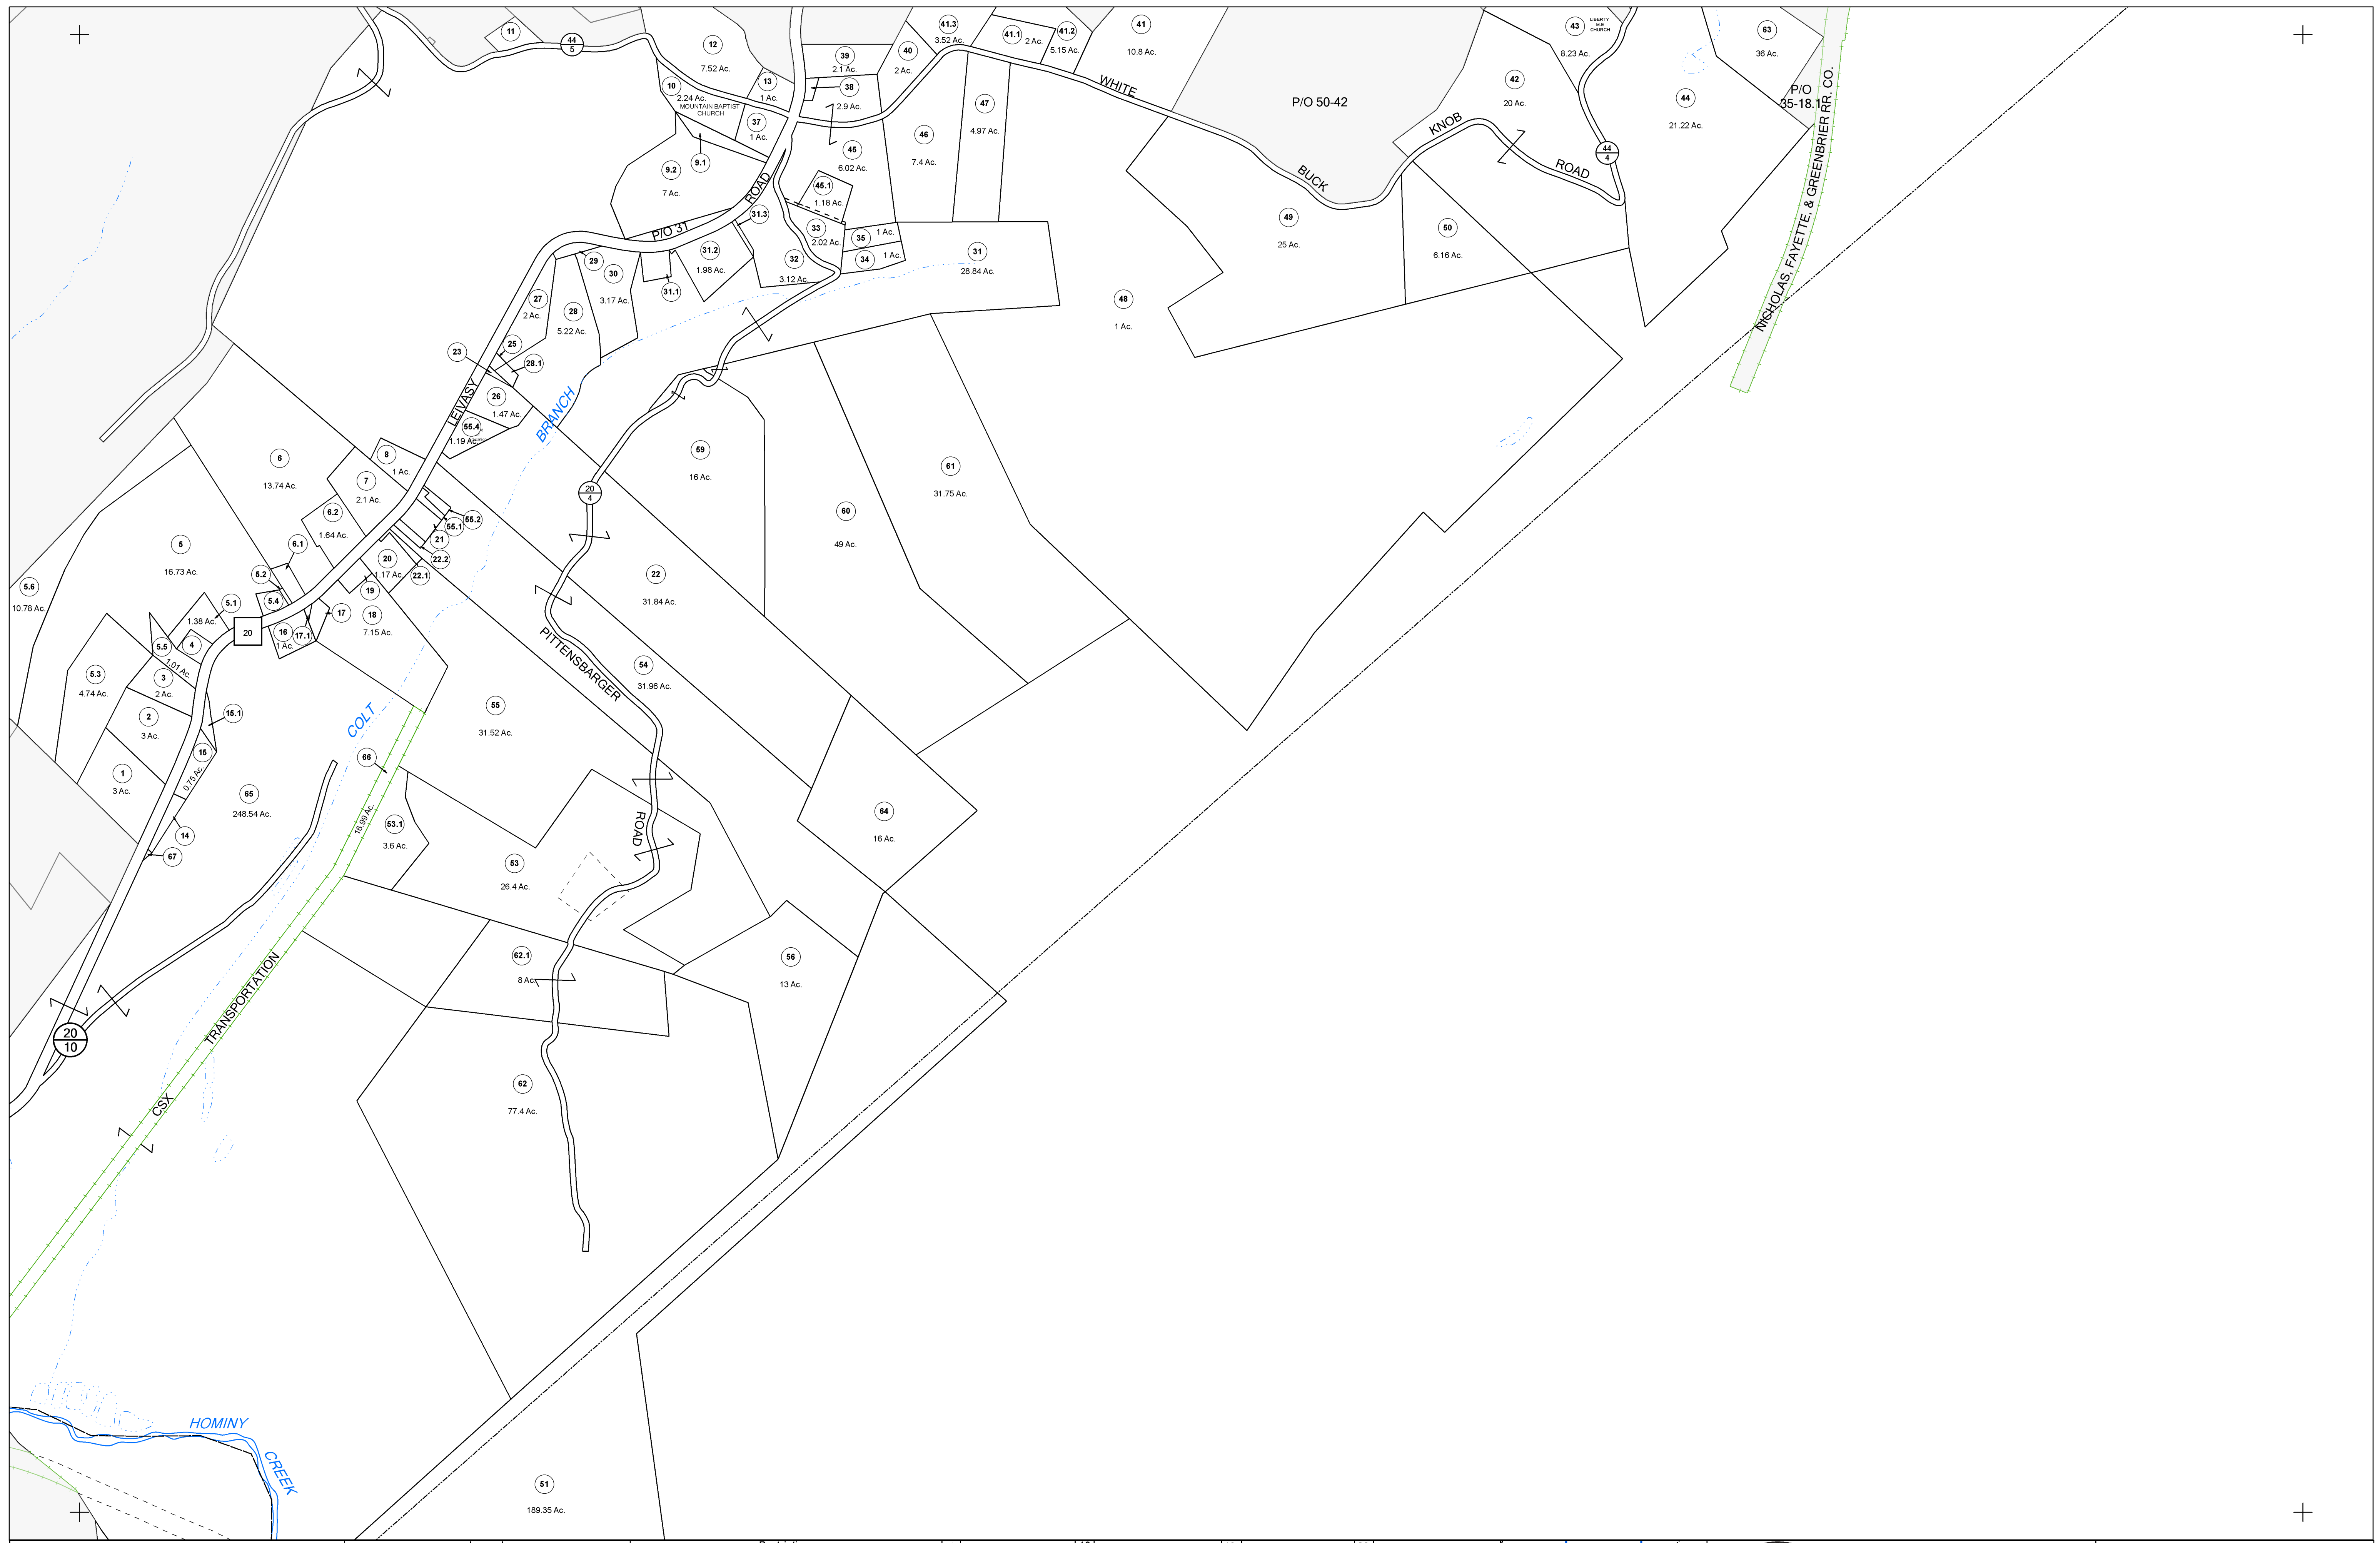 11
44
5
12
7.52 Ac.
39
2.1 Ac.
40
2 Ac.
41.3
3.52 Ac.
41.1
2 Ac.
41.2
5.15 Ac.
41
10.8 Ac.
43
LIBERTY
M.E
CHURCH
8.23 Ac.
63
36 Ac.
10
2.24 Ac.
MOUNTAIN BAPTIST
CHURCH
13
1 Ac.
38
2.9 Ac.
47
4.97 Ac.
WHITE
P/O 50-42
42
20 Ac.
44
21.22 Ac.
P/O
35-18.1
37
1 Ac.
9.1
9.2
7 Ac.
45
6.02 Ac.
46
7.4 Ac.
KNOB
44
4
ROAD
BUCK
NICHOLAS, FAYETTE, & GREENBRIER RR. CO.
ROAD
45.1
1.18 Ac.
31.3
33
2.02 Ac.
35
1 Ac.
34
1 Ac.
P/O 31
31.2
1.98 Ac.
32
3.12 Ac.
31
28.84 Ac.
49
25 Ac.
50
6.16 Ac.
29
30
3.17 Ac.
31.1
27
2 Ac.
28
5.22 Ac.
48
1 Ac.
23
25
28.1
LEIVASY
26
1.47 Ac.
55.4
1.19 Ac.
BRANCH
6
13.74 Ac.
8
1 Ac.
7
2.1 Ac.
59
16 Ac.
61
31.75 Ac.
20
4
6.2
1.64 Ac.
55.2
55.1
21
22.2
22.1
60
49 Ac.
5
16.73 Ac.
6.1
5.2
5.4
20
1.17 Ac.
19
22
31.84 Ac.
5.6
10.78 Ac.
5.1
1.38 Ac.
17
18
7.15 Ac.
20
16
1 Ac.
17.1
4
5.5
1.01 Ac.
5.3
4.74 Ac.
3
2 Ac.
PITTENSBARGER
54
31.96 Ac.
2
3 Ac.
15.1
COLT
55
31.52 Ac.
15
0.75 Ac.
66
1
3 Ac.
65
248.54 Ac.
14
67
16.99 Ac.
53.1
3.6 Ac.
ROAD
64
16 Ac.
53
26.4 Ac.
62.1
8 Ac.
56
13 Ac.
TRANSPORTATION
20
10
CSX
62
77.4 Ac.
HOMINY
CREEK
51
189.35 Ac.